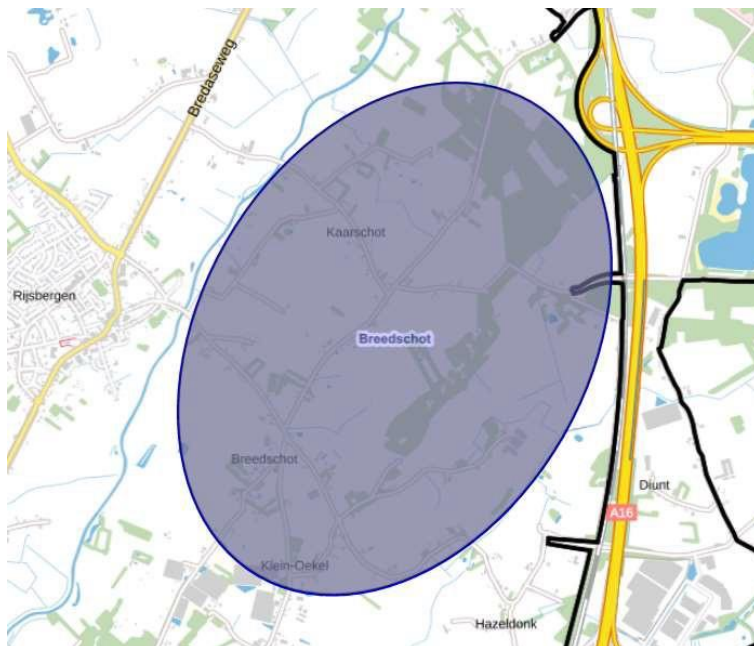 Bredaseweg
Kaarschot
Rijsbergen
Breedschot
Breedschot
Diunt
A16
Klein-Oekel
Hazeldonk